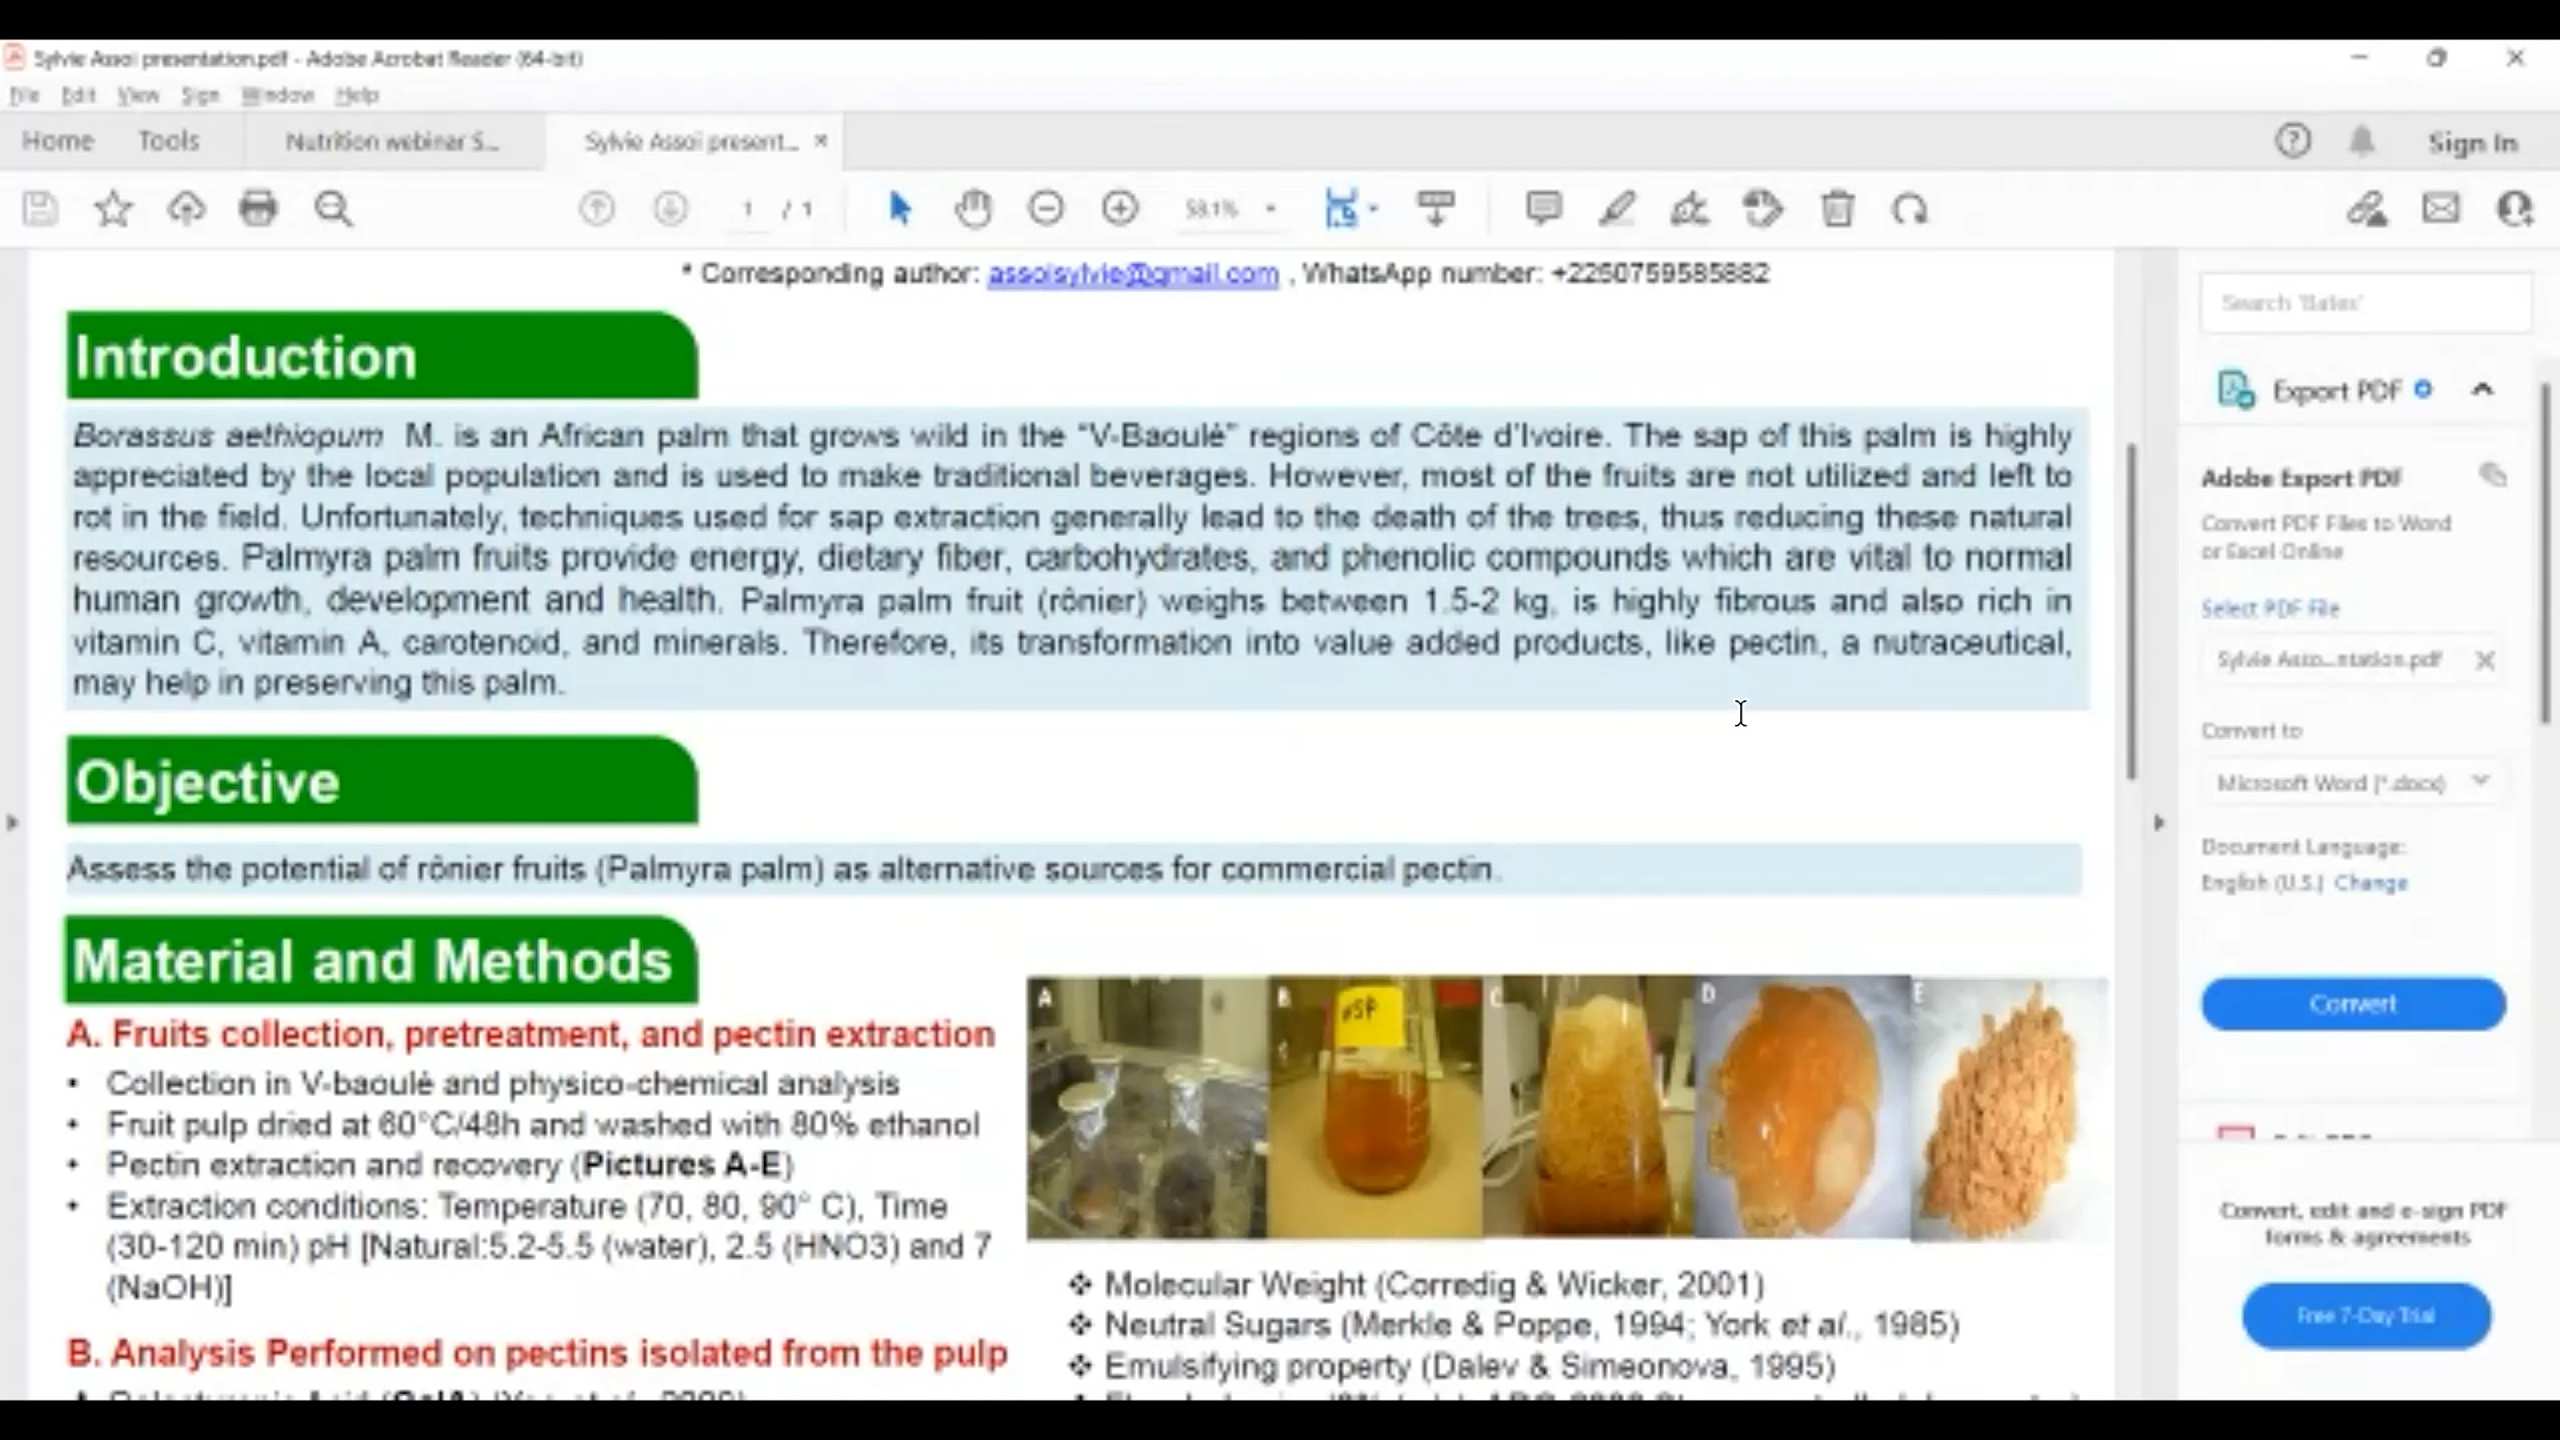 Sylvie Assoi presentation.pdf - Adobe Acrobat Reader (64-bit)
File Edit View Sign Window Help
Home Tools Nutrition webinar S... Sylvie Assoi present... × Sign In
1 / 1 58.1%
* Corresponding author: assoisylvie@gmail.com , WhatsApp number: +2250759585882
Introduction
Borassus aethiopum M. is an African palm that grows wild in the "V-Baoulé" regions of Côte d'Ivoire. The sap of this palm is highly
appreciated by the local population and is used to make traditional beverages. However, most of the fruits are not utilized and left to
rot in the field. Unfortunately, techniques used for sap extraction generally lead to the death of the trees, thus reducing these natural
resources. Palmyra palm fruits provide energy, dietary fiber, carbohydrates, and phenolic compounds which are vital to normal
human growth, development and health. Palmyra palm fruit (rônier) weighs between 1.5-2 kg, is highly fibrous and also rich in
vitamin C, vitamin A, carotenoid, and minerals. Therefore, its transformation into value added products, like pectin, a nutraceutical,
may help in preserving this palm.
Objective
Assess the potential of rônier fruits (Palmyra palm) as alternative sources for commercial pectin.
Material and Methods
A. Fruits collection, pretreatment, and pectin extraction
• Collection in V-baoulé and physico-chemical analysis
• Fruit pulp dried at 60°C/48h and washed with 80% ethanol
• Pectin extraction and recovery (Pictures A-E)
• Extraction conditions: Temperature (70, 80, 90° C), Time
(30-120 min) pH [Natural:5.2-5.5 (water), 2.5 (HNO3) and 7
(NaOH)]
B. Analysis Performed on pectins isolated from the pulp
A B C D E
❖ Molecular Weight (Corredig & Wicker, 2001)
❖ Neutral Sugars (Merkle & Poppe, 1994; York et al., 1985)
❖ Emulsifying property (Dalev & Simeonova, 1995)
Search 'Bates'
Export PDF
Adobe Export PDF
Convert PDF Files to Word
or Excel Online
Select PDF File
Sylvie Asso...ntation.pdf ×
Convert to
Microsoft Word (*.docx)
Document Language:
English (U.S.) Change
Convert
Convert, edit and e-sign PDF
forms & agreements
Free 7-Day Trial